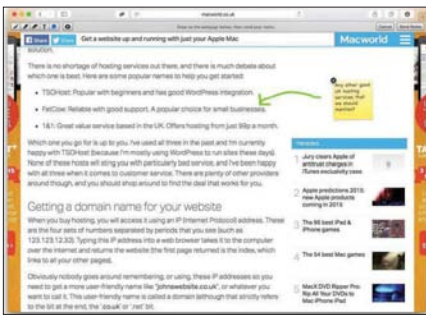 macworld.co.uk
Share
Share
Get a website up and running with just your Apple Mac
Macworld
solution.
There is no shortage of hosting services out there, and there is much debate about
which one is best. Here are some popular names to help you get started:
• TSOHost: Popular with beginners and has good WordPress integration.
• FatCow: Reliable with good support. A popular choice for small businesses.
• 1&1: Great value service based in the UK. Offers hosting from just 99p a month.
Any other good
uk hosting
services that
we should
mention?
Which one you go for is up to you. I've used all three in the past and I'm currently
happy with TSOHost (because I'm mostly using WordPress to run sites these days).
None of these hosts will sting you with particularly bad service, and I've been happy
with all three when it comes to customer service. There are plenty of other providers
around though, and you should shop around to find the deal that works for you.
Getting a domain name for your website
When you buy hosting, you will access it using an IP (Internet Protocol) address. These
are the four sets of numbers separated by periods that you see (such as
123.123.12.32). Typing this IP address into a web browser takes it to the computer
over the internet and returns the website (the first page returned is the index, which
links to all your other pages).
Obviously nobody goes around remembering, or using, these IP addresses so you
need to get a more user-friendly name like "johnswebsite.co.uk", or whatever you
want to call it. This user-friendly name is called a domain (although that strictly refers
to the bit at the end, the '.co.uk' or '.net' bit.
TRENDING
1 Jury clears Apple of
antitrust charges in
iTunes exclusivity case
2 Apple predictions 2015:
new Apple products
coming in 2015
3 The 98 best iPad &
iPhone games
4 The 54 best Mac games
5 MacX DVD Ripper Pro:
Rip All Your DVDs to
Mac iPhone iPad